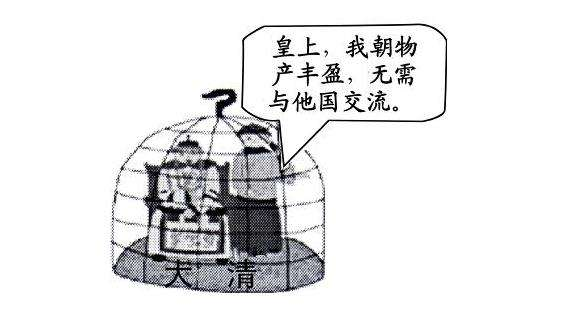 皇上，我朝物
产丰盈，无需
与他国交流。
大 清